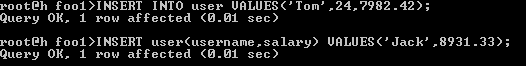 root@h foo1>INSERT INTO user VALUES('Tom',24,7982.42);
Query OK, 1 row affected (0.01 sec)
root@h foo1>INSERT user(username,salary) VALUES('Jack',8931.33);
Query OK, 1 row affected (0.01 sec)